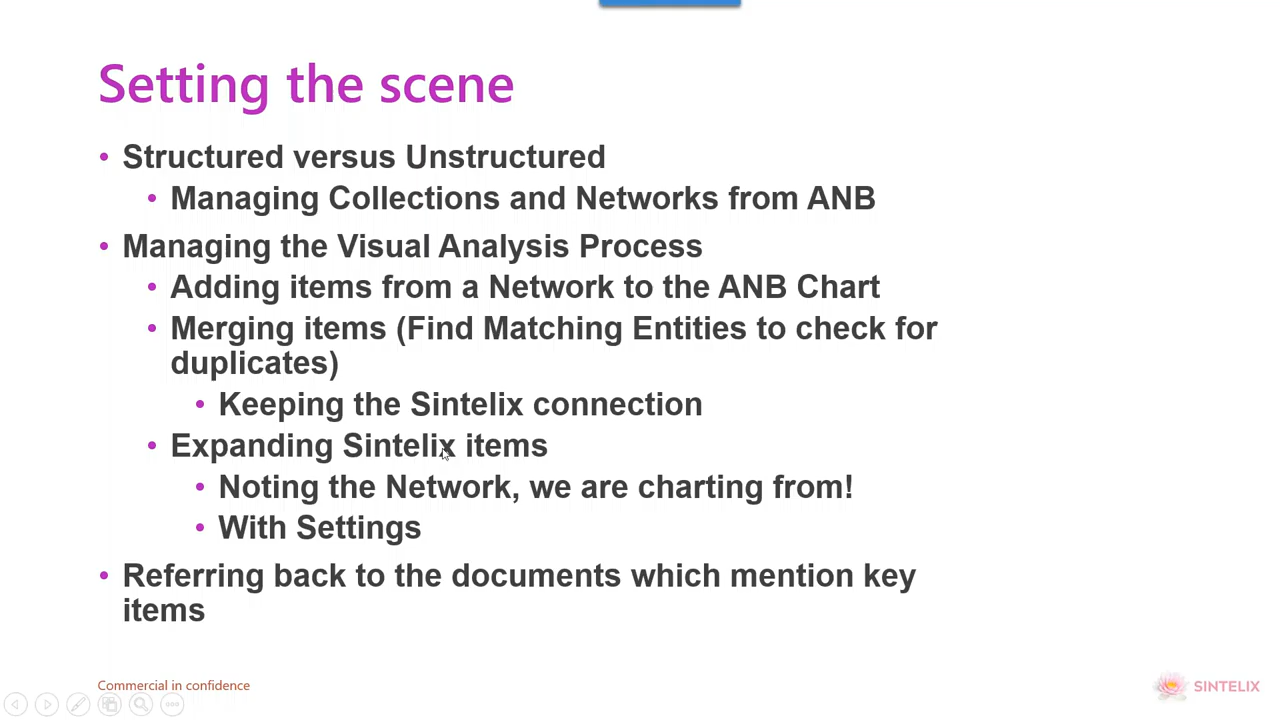 Setting the scene
• Structured versus Unstructured
• Managing Collections and Networks from ANB
• Managing the Visual Analysis Process
• Adding items from a Network to the ANB Chart
• Merging items (Find Matching Entities to check for
duplicates)
• Keeping the Sintelix connection
• Expanding Sintelix items
• Noting the Network, we are charting from!
• With Settings
• Referring back to the documents which mention key
items
Commercial in confidence
SINTELIX